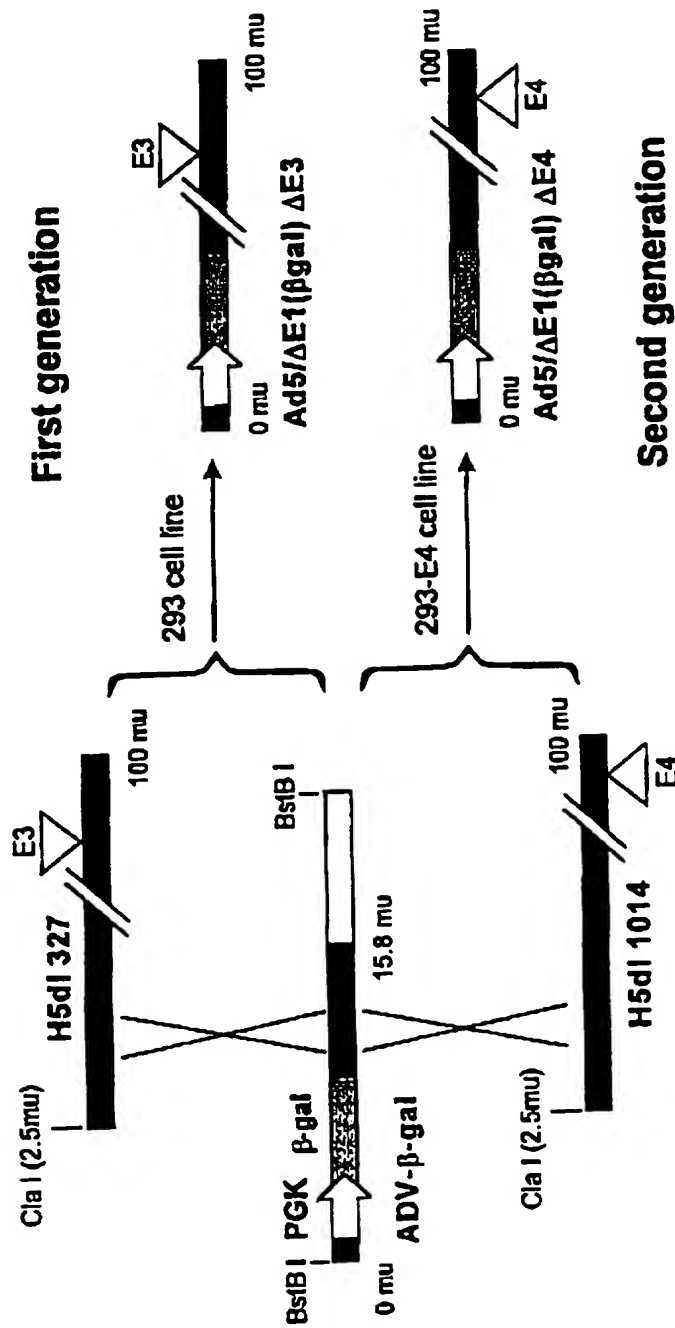 First generation
E3
H5dl 327
Cla I (2.5mu)
100 mu
293 cell line
E3
0 mu
100 mu
Ad5/ΔE1(βgal) ΔE3
BstB I
PGK
β-gal
BstB I
0 mu
ADV-β-gal
15.8 mu
Cla I (2.5mu)
H5dl 1014
100 mu
E4
293-E4 cell line
0 mu
100 mu
Ad5/ΔE1(βgal) ΔE4
E4
Second generation